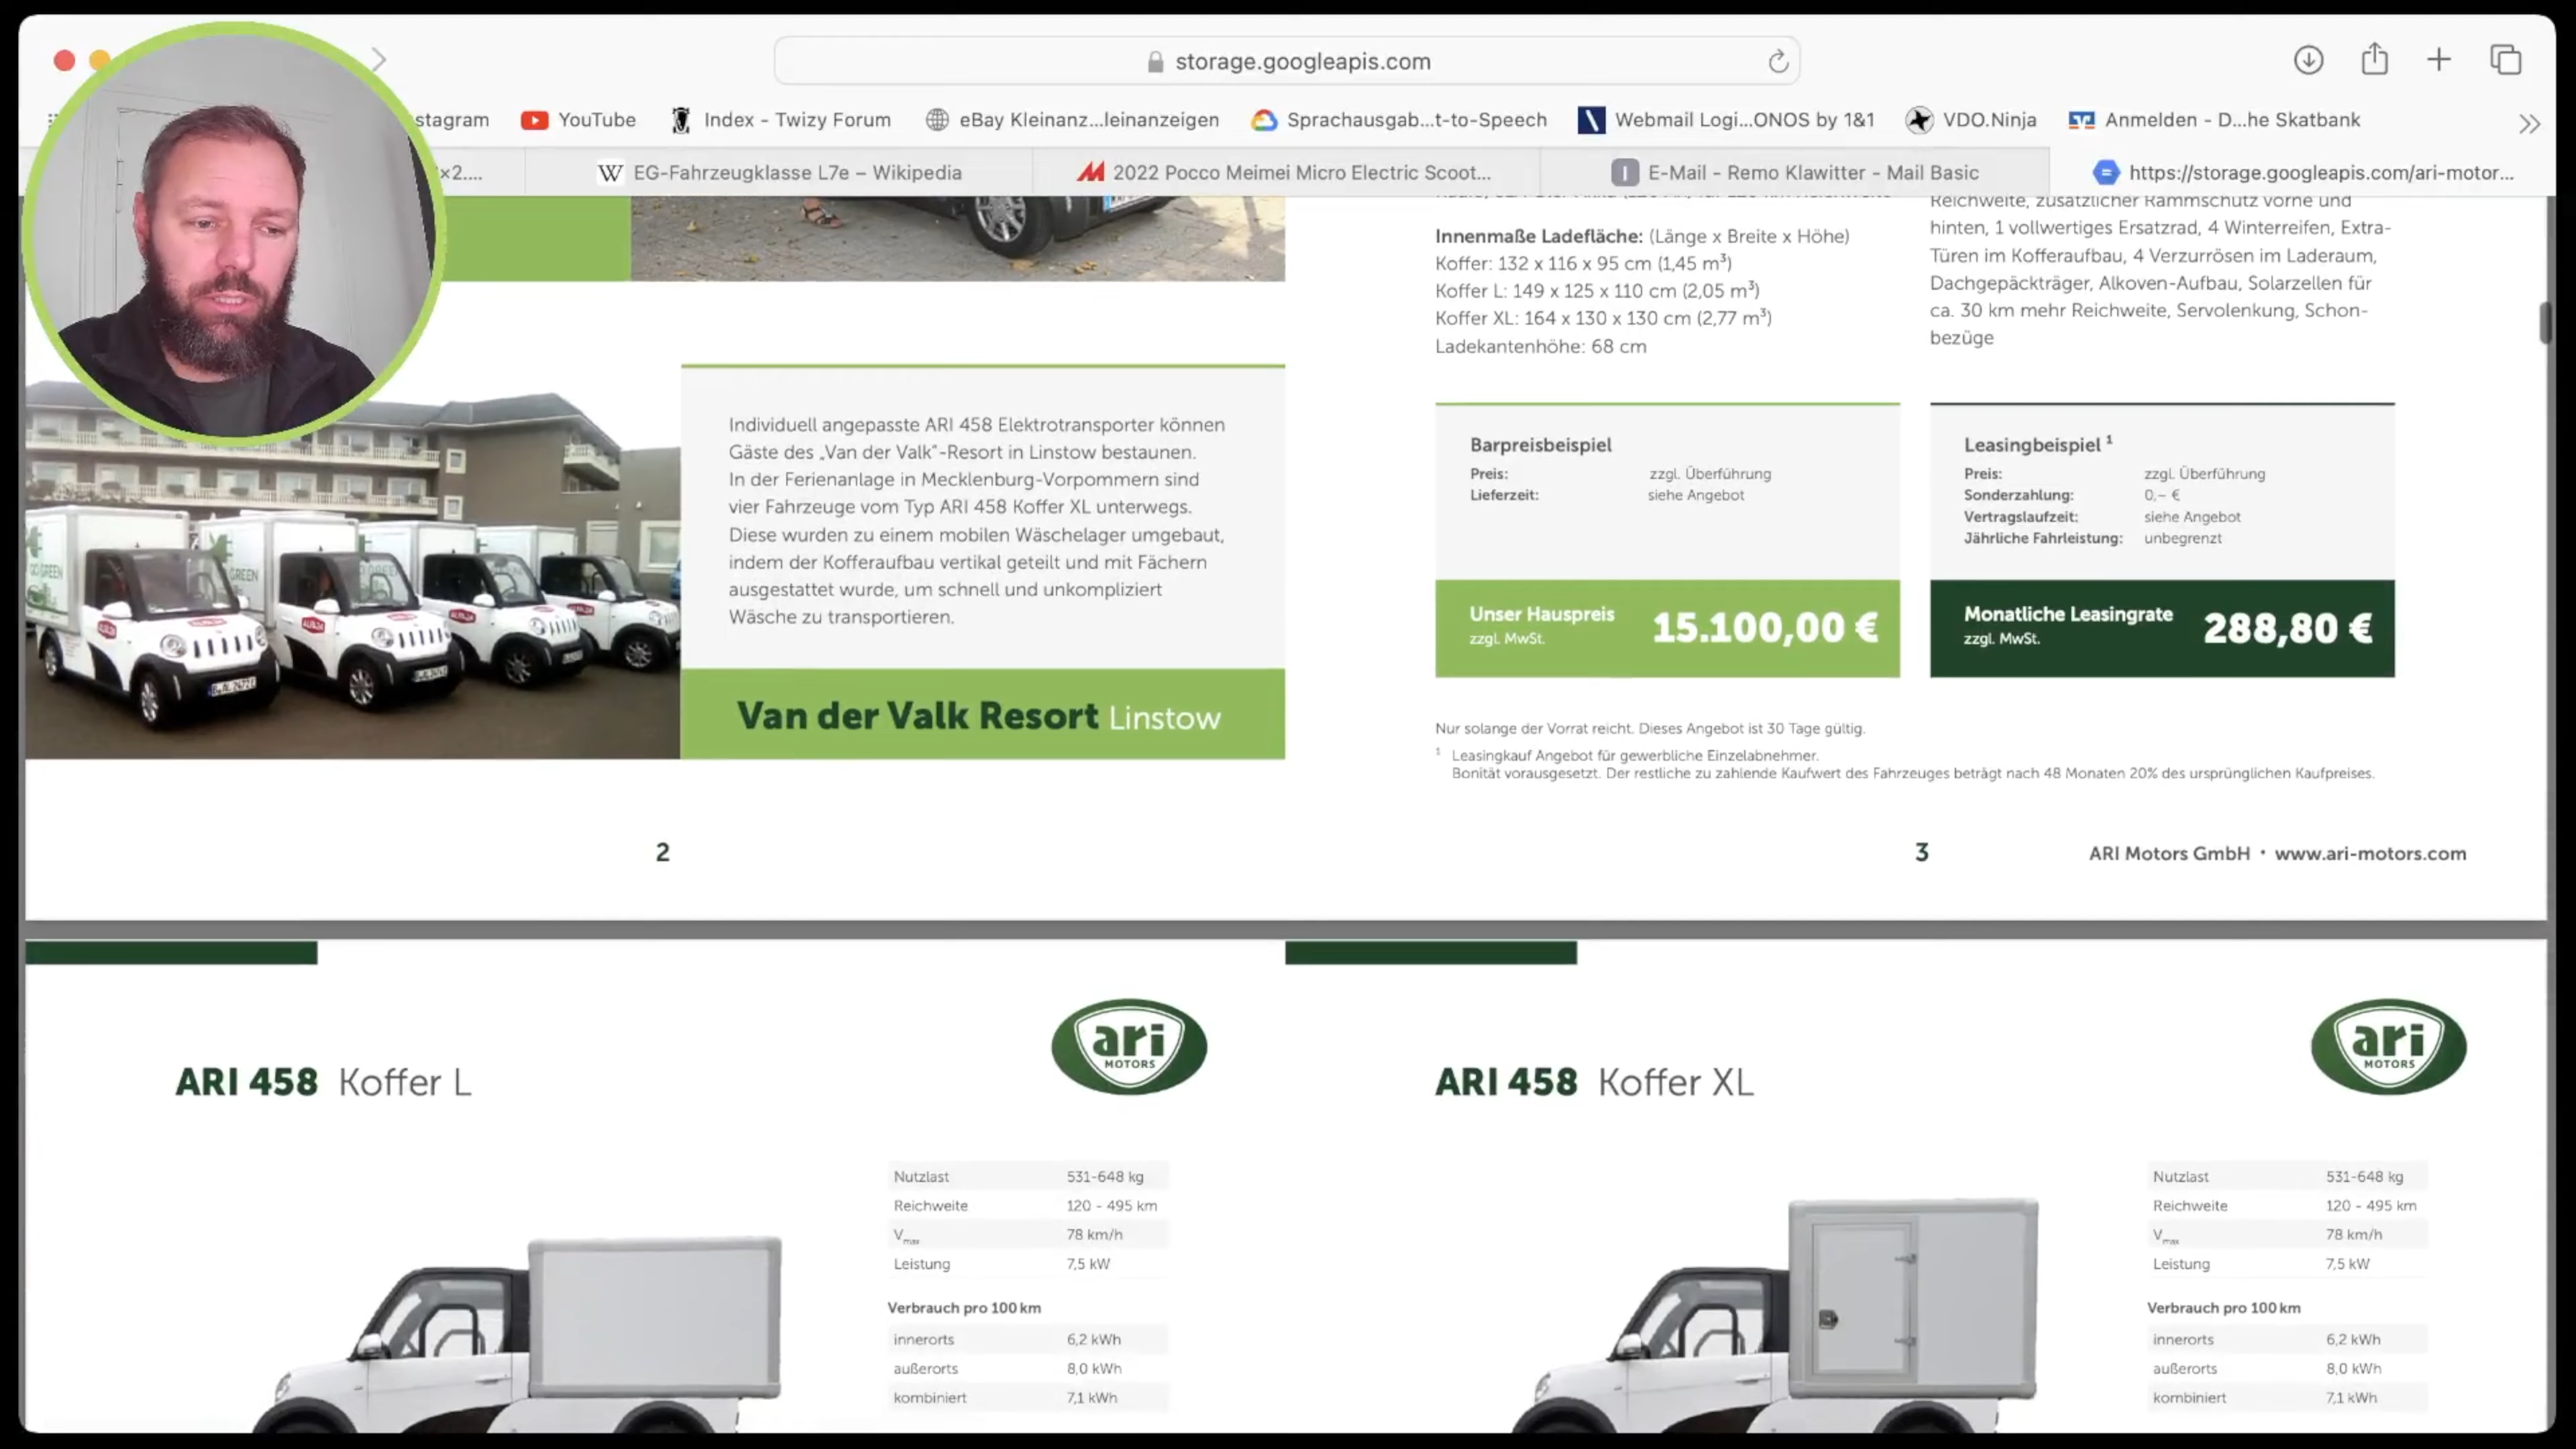 storage.googleapis.com
stagram
YouTube
Index - Twizy Forum
eBay Kleinanz...leinanzeigen
Sprachausgab...t-to-Speech
Webmail Logi...ONOS by 1&1
VDO.Ninja
Anmelden - D...he Skatbank
×2....
EG-Fahrzeugklasse L7e – Wikipedia
2022 Pocco Meimei Micro Electric Scoot...
E-Mail - Remo Klawitter - Mail Basic
https://storage.googleapis.com/ari-motor...
Individuell angepasste ARI 458 Elektrotransporter können
Gäste des „Van der Valk"-Resort in Linstow bestaunen.
In der Ferienanlage in Mecklenburg-Vorpommern sind
vier Fahrzeuge vom Typ ARI 458 Koffer XL unterwegs.
Diese wurden zu einem mobilen Wäschelager umgebaut,
indem der Kofferaufbau vertikal geteilt und mit Fächern
ausgestattet wurde, um schnell und unkompliziert
Wäsche zu transportieren.
Van der Valk Resort Linstow
2
Innenmaße Ladefläche: (Länge x Breite x Höhe)
Koffer: 132 x 116 x 95 cm (1,45 m³)
Koffer L: 149 x 125 x 110 cm (2,05 m³)
Koffer XL: 164 x 130 x 130 cm (2,77 m³)
Ladekantenhöhe: 68 cm
Reichweite, zusätzlicher Rammschutz vorne und
hinten, 1 vollwertiges Ersatzrad, 4 Winterreifen, Extra-
Türen im Kofferaufbau, 4 Verzurrösen im Laderaum,
Dachgepäckträger, Alkoven-Aufbau, Solarzellen für
ca. 30 km mehr Reichweite, Servolenkung, Schon-
bezüge
Barpreisbeispiel
Preis: zzgl. Überführung
Lieferzeit: siehe Angebot
Unser Hauspreis 15.100,00 €
zzgl. MwSt.
Leasingbeispiel ¹
Preis: zzgl. Überführung
Sonderzahlung: 0,– €
Vertragslaufzeit: siehe Angebot
Jährliche Fahrleistung: unbegrenzt
Monatliche Leasingrate 288,80 €
zzgl. MwSt.
Nur solange der Vorrat reicht. Dieses Angebot ist 30 Tage gültig.
¹ Leasingkauf Angebot für gewerbliche Einzelabnehmer.
Bonität vorausgesetzt. Der restliche zu zahlende Kaufwert des Fahrzeuges beträgt nach 48 Monaten 20% des ursprünglichen Kaufpreises.
3
ARI Motors GmbH • www.ari-motors.com
ari
MOTORS
ARI 458 Koffer L
Nutzlast 531-648 kg
Reichweite 120 - 495 km
Vmax 78 km/h
Leistung 7,5 kW
Verbrauch pro 100 km
innerorts 6,2 kWh
außerorts 8,0 kWh
kombiniert 7,1 kWh
ari
MOTORS
ARI 458 Koffer XL
Nutzlast 531-648 kg
Reichweite 120 - 495 km
Vmax 78 km/h
Leistung 7,5 kW
Verbrauch pro 100 km
innerorts 6,2 kWh
außerorts 8,0 kWh
kombiniert 7,1 kWh